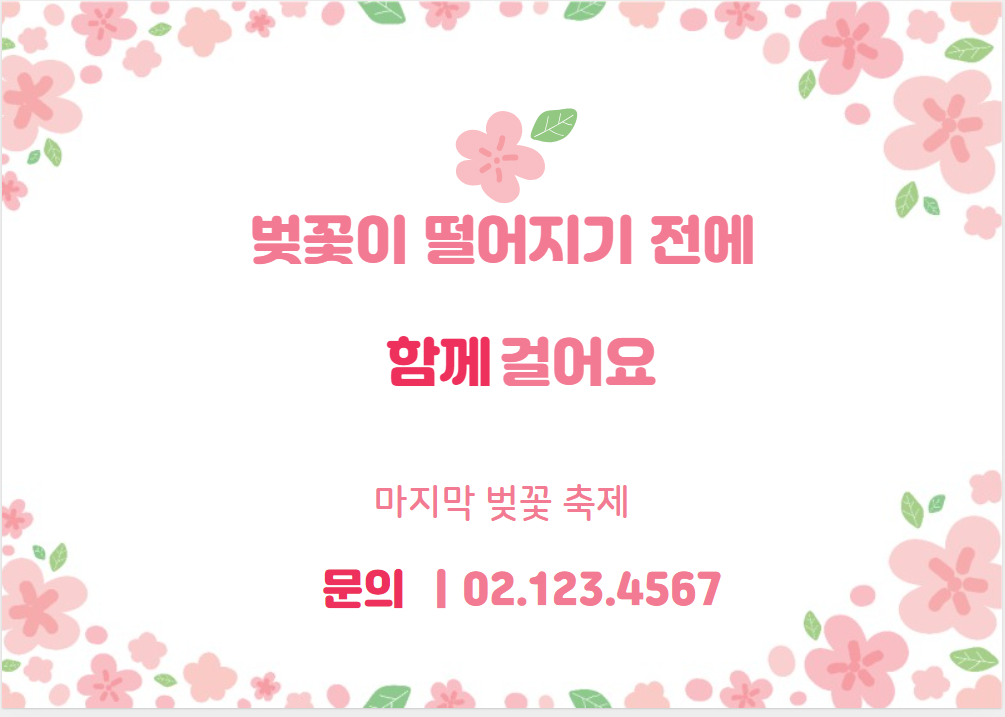 벚꽃이 떨어지기 전에
함께 걸어요
마지막 벚꽃 축제
문의 | 02.123.4567